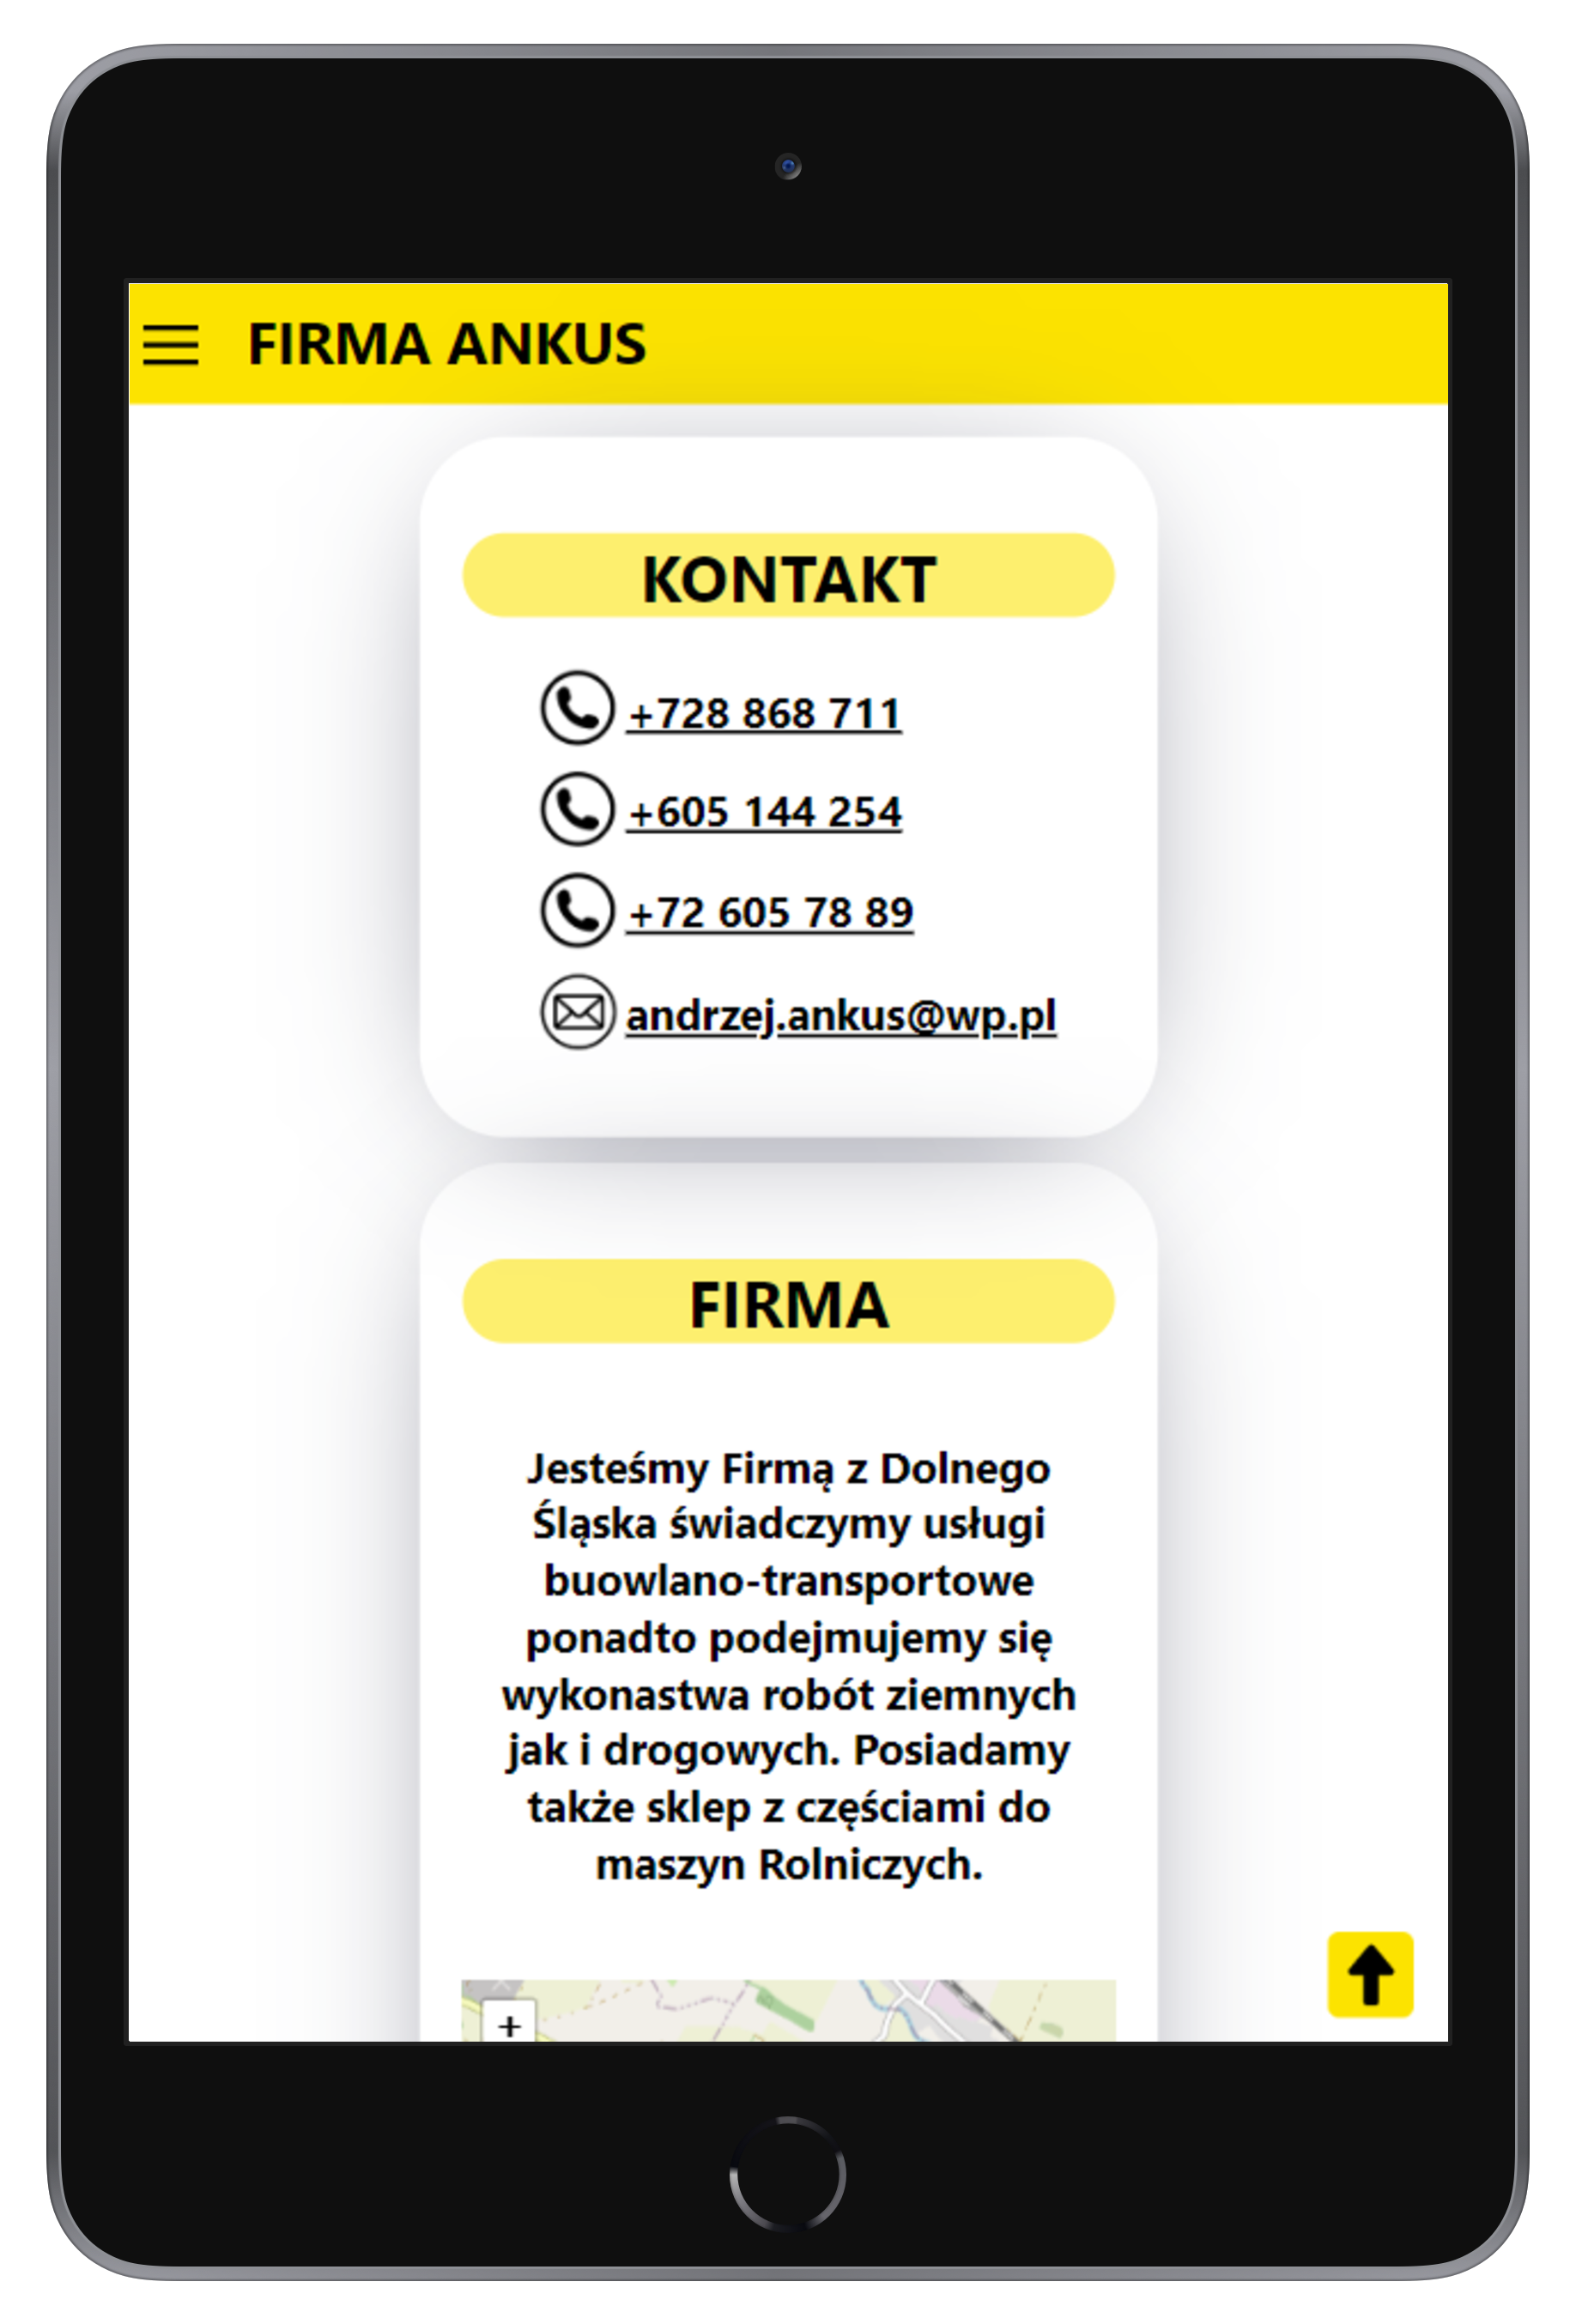 FIRMA ANKUS
KONTAKT
+728 868 711
+605 144 254
+72 605 78 89
andrzej.ankus@wp.pl
FIRMA
Jesteśmy Firmą z Dolnego
Śląska świadczymy usługi
buowlano-transportowe
ponadto podejmujemy się
wykonastwa robót ziemnych
jak i drogowych. Posiadamy
także sklep z częściami do
maszyn Rolniczych.
+